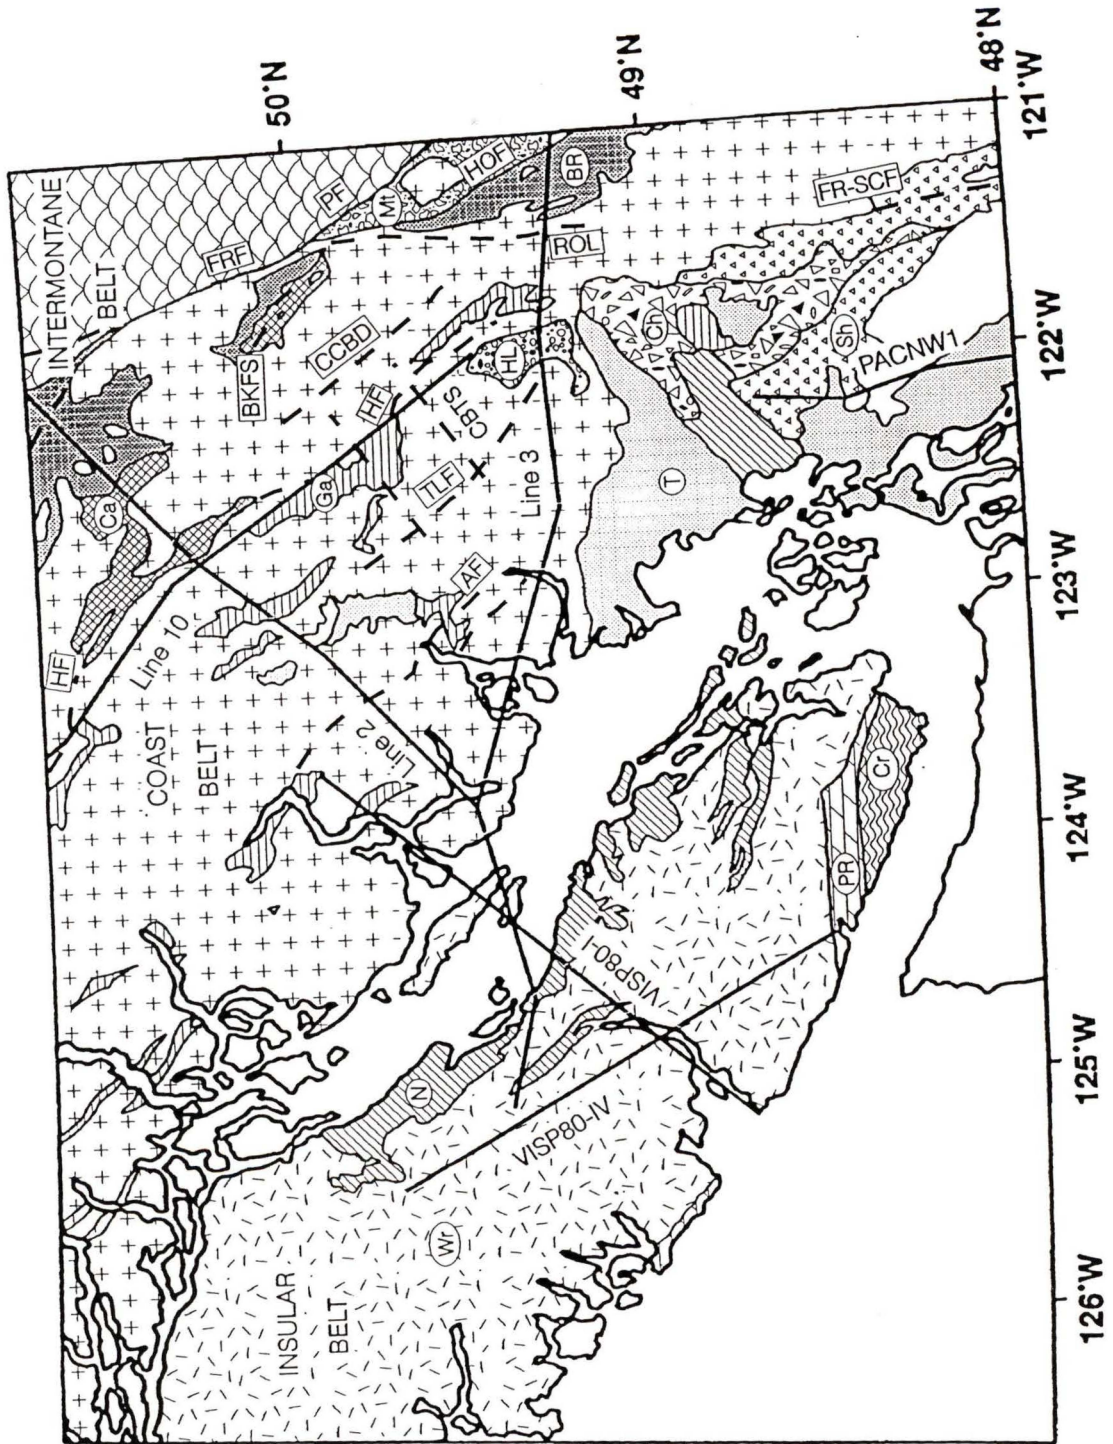 50°N
49°N
48°N
121°W
122°W
123°W
124°W
125°W
126°W
INTERMONTANE
BELT
PF
Mt
HOF
BR
FRF
FR-SCF
ROL
BKFS
CCBD
HF
HL
CBTS
Ch
Sh
PACNW1
Ca
Ga
TLF
Line 3
T
AF
HF
Line 10
COAST
BELT
Line 2
Cr
PR
VISP80-I
N
VISP80-IV
Wr
INSULAR
BELT